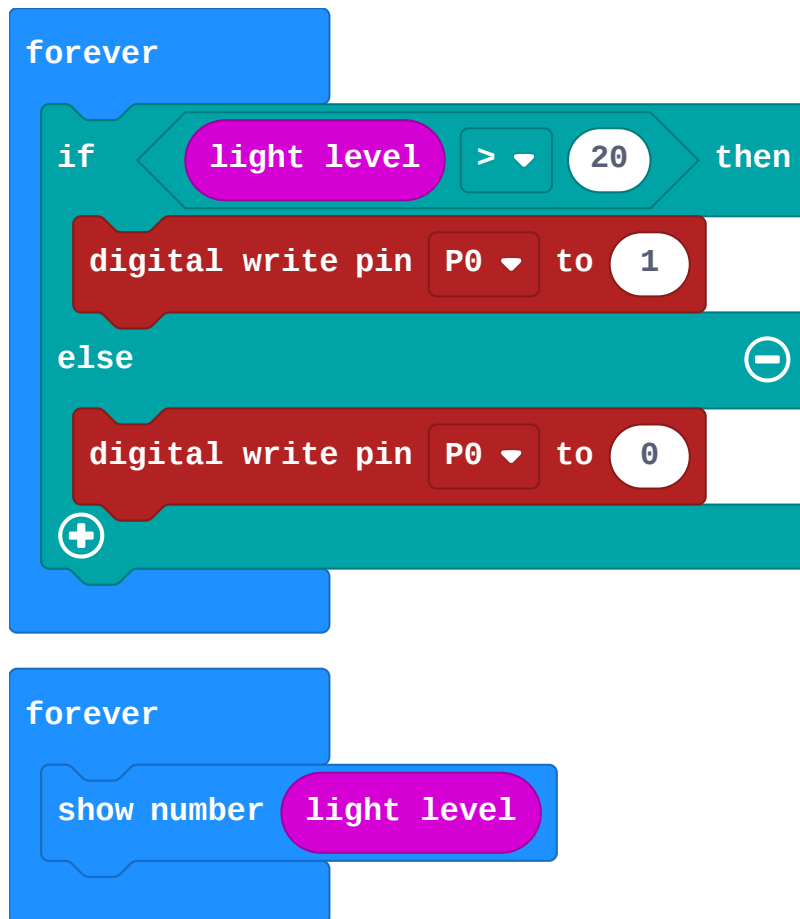 forever
if light level > 20 then
digital write pin P0 to 1
else
digital write pin P0 to 0
forever
show number light level